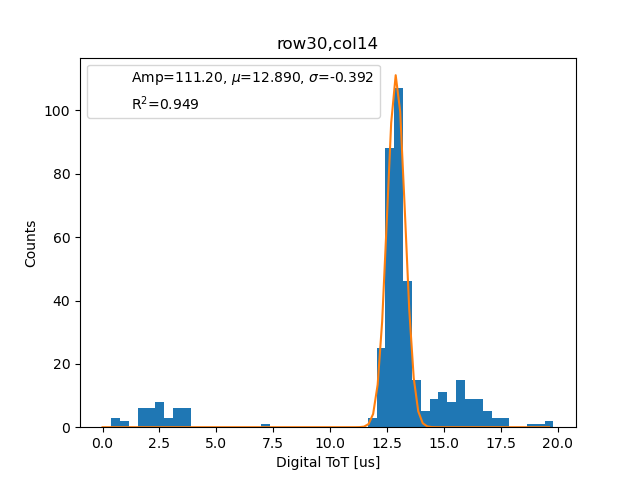 row30,col14
Amp=111.20, μ=12.890, σ=-0.392
R²=0.949
Counts
100
80
60
40
20
0
0.0 2.5 5.0 7.5 10.0 12.5 15.0 17.5 20.0
Digital ToT [us]